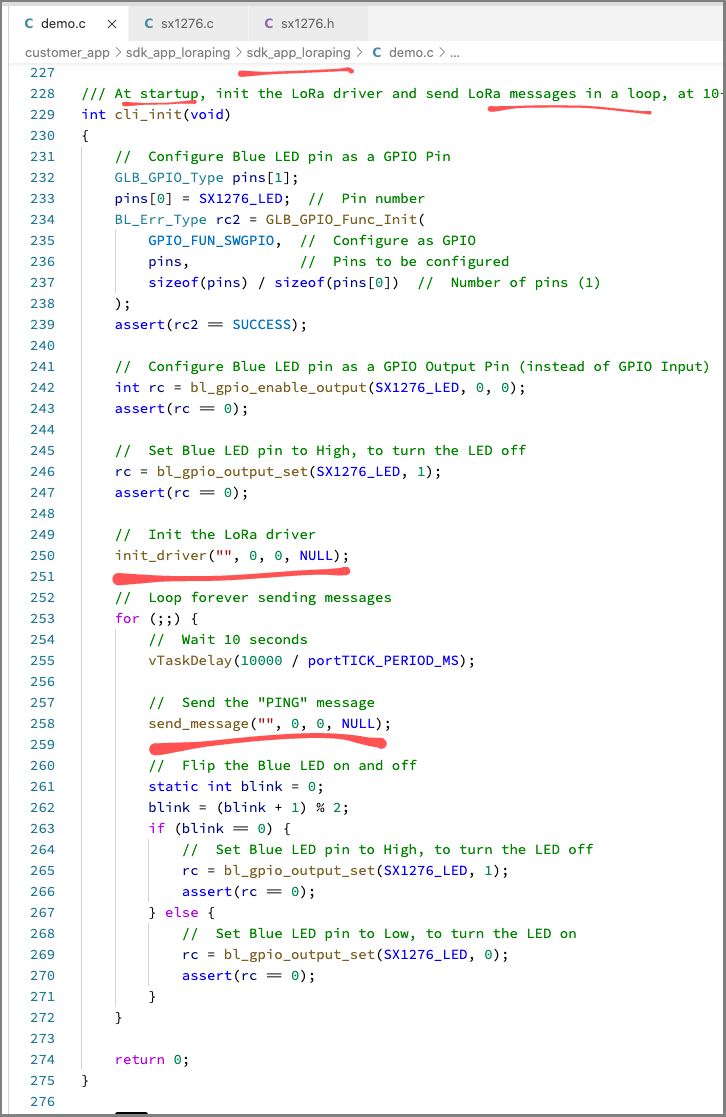 demo.c
sx1276.c
sx1276.h
customer_app > sdk_app_loraping > sdk_app_loraping > C demo.c > ...
227
228 /// At startup, init the LoRa driver and send LoRa messages in a loop, at 10-
229 int cli_init(void)
230 {
231 //  Configure Blue LED pin as a GPIO Pin
232 GLB_GPIO_Type pins[1];
233 pins[0] = SX1276_LED;  //  Pin number
234 BL_Err_Type rc2 = GLB_GPIO_Func_Init(
235 GPIO_FUN_SWGPIO,  //  Configure as GPIO
236 pins,             //  Pins to be configured
237 sizeof(pins) / sizeof(pins[0])  //  Number of pins (1)
238 );
239 assert(rc2 == SUCCESS);
240
241 //  Configure Blue LED pin as a GPIO Output Pin (instead of GPIO Input)
242 int rc = bl_gpio_enable_output(SX1276_LED, 0, 0);
243 assert(rc == 0);
244
245 //  Set Blue LED pin to High, to turn the LED off
246 rc = bl_gpio_output_set(SX1276_LED, 1);
247 assert(rc == 0);
248
249 //  Init the LoRa driver
250 init_driver("", 0, 0, NULL);
251
252 //  Loop forever sending messages
253 for (;;) {
254 //  Wait 10 seconds
255 vTaskDelay(10000 / portTICK_PERIOD_MS);
256
257 //  Send the "PING" message
258 send_message("", 0, 0, NULL);
259
260 //  Flip the Blue LED on and off
261 static int blink = 0;
262 blink = (blink + 1) % 2;
263 if (blink == 0) {
264 //  Set Blue LED pin to High, to turn the LED off
265 rc = bl_gpio_output_set(SX1276_LED, 1);
266 assert(rc == 0);
267 } else {
268 //  Set Blue LED pin to Low, to turn the LED on
269 rc = bl_gpio_output_set(SX1276_LED, 0);
270 assert(rc == 0);
271 }
272 }
273
274 return 0;
275 }
276